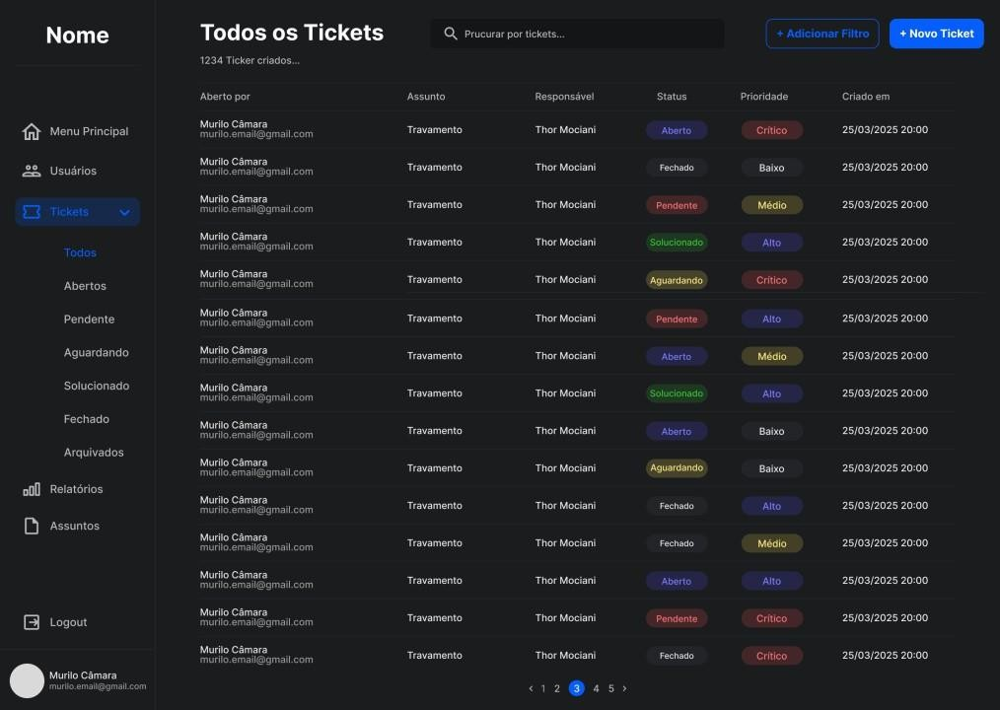 Nome
Menu Principal
Usuários
Tickets
Todos
Abertos
Pendente
Aguardando
Solucionado
Fechado
Arquivados
Relatórios
Assuntos
Logout
Murilo Câmara
murilo.email@gmail.com
Todos os Tickets
Prucurar por tickets...
+ Adicionar Filtro
+ Novo Ticket
1234 Ticker criados...
Aberto por Assunto Responsável Status Prioridade Criado em
Murilo Câmara
murilo.email@gmail.com Travamento Thor Mociani Aberto Crítico 25/03/2025 20:00
Murilo Câmara
murilo.email@gmail.com Travamento Thor Mociani Fechado Baixo 25/03/2025 20:00
Murilo Câmara
murilo.email@gmail.com Travamento Thor Mociani Pendente Médio 25/03/2025 20:00
Murilo Câmara
murilo.email@gmail.com Travamento Thor Mociani Solucionado Alto 25/03/2025 20:00
Murilo Câmara
murilo.email@gmail.com Travamento Thor Mociani Aguardando Crítico 25/03/2025 20:00
Murilo Câmara
murilo.email@gmail.com Travamento Thor Mociani Pendente Alto 25/03/2025 20:00
Murilo Câmara
murilo.email@gmail.com Travamento Thor Mociani Aberto Médio 25/03/2025 20:00
Murilo Câmara
murilo.email@gmail.com Travamento Thor Mociani Solucionado Alto 25/03/2025 20:00
Murilo Câmara
murilo.email@gmail.com Travamento Thor Mociani Aberto Baixo 25/03/2025 20:00
Murilo Câmara
murilo.email@gmail.com Travamento Thor Mociani Aguardando Baixo 25/03/2025 20:00
Murilo Câmara
murilo.email@gmail.com Travamento Thor Mociani Fechado Alto 25/03/2025 20:00
Murilo Câmara
murilo.email@gmail.com Travamento Thor Mociani Fechado Médio 25/03/2025 20:00
Murilo Câmara
murilo.email@gmail.com Travamento Thor Mociani Aberto Alto 25/03/2025 20:00
Murilo Câmara
murilo.email@gmail.com Travamento Thor Mociani Pendente Crítico 25/03/2025 20:00
Murilo Câmara
murilo.email@gmail.com Travamento Thor Mociani Fechado Crítico 25/03/2025 20:00
‹ 1 2 3 4 5 ›